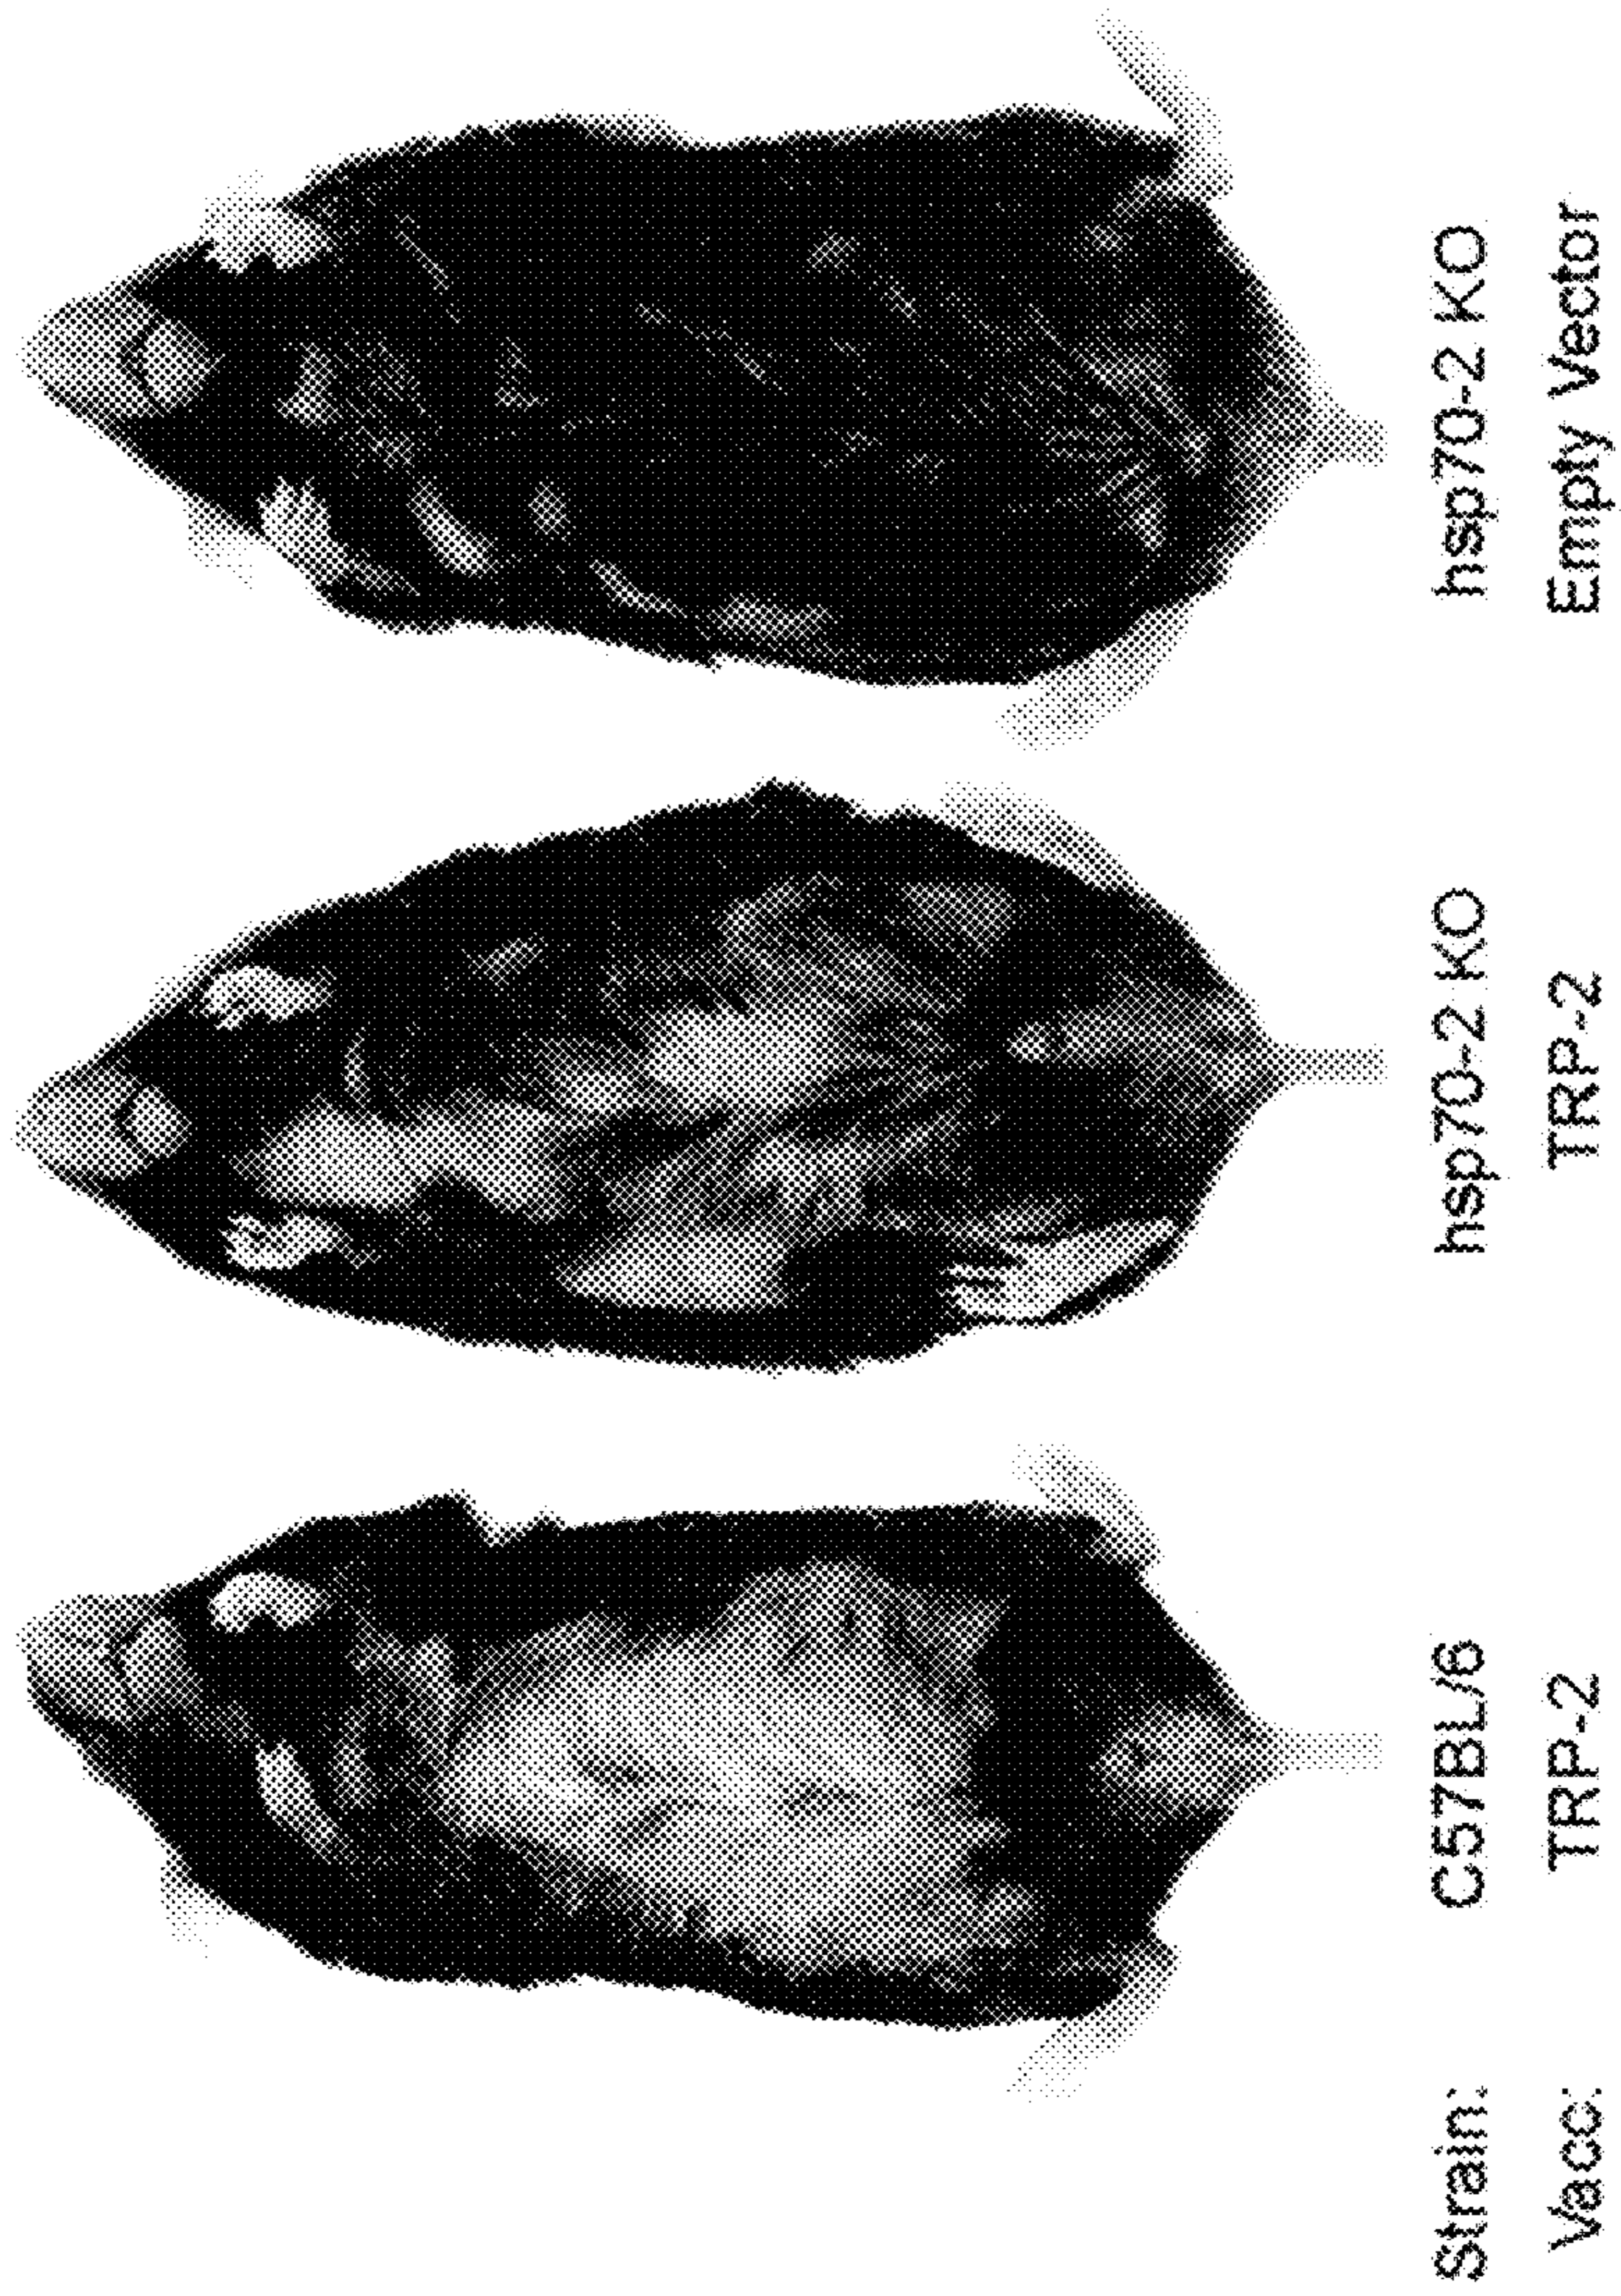 Strain: C57BL/6 hsp70-2 KO hsp70-2 KO
Vacc: TRP-2 TRP-2 Empty Vector